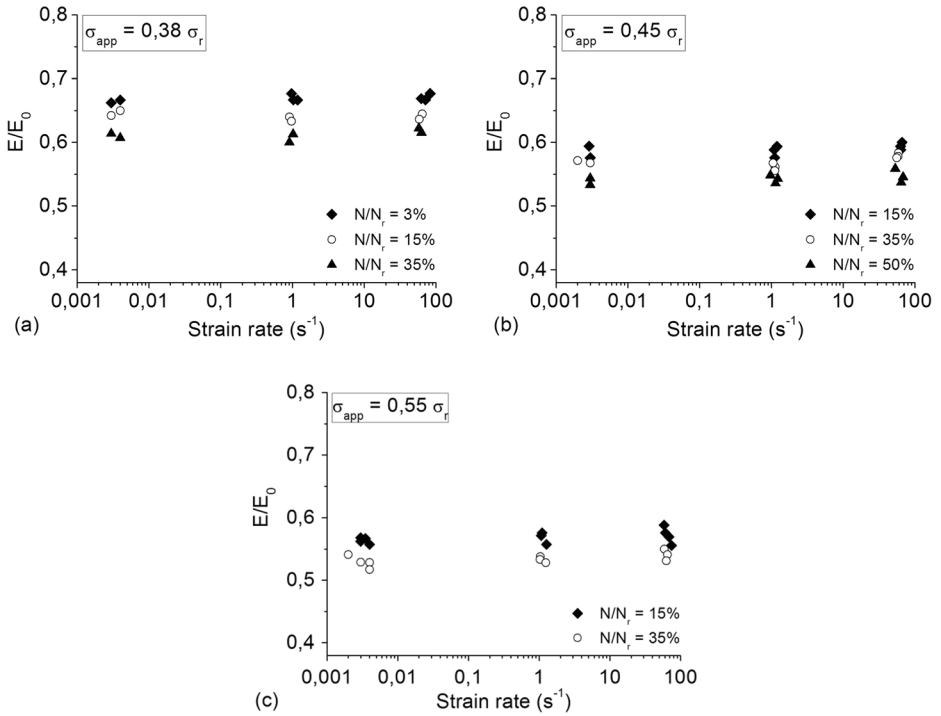 σapp = 0,38 σr
0,8
0,7
0,6
0,5
0,4
E/E0
N/Nr = 3%
N/Nr = 15%
N/Nr = 35%
0,001 0,01 0,1 1 10 100
Strain rate (s-1)
(a)
σapp = 0,45 σr
0,8
0,7
0,6
0,5
0,4
E/E0
N/Nr = 15%
N/Nr = 35%
N/Nr = 50%
0,001 0,01 0,1 1 10 100
Strain rate (s-1)
(b)
σapp = 0,55 σr
0,8
0,7
0,6
0,5
0,4
E/E0
N/Nr = 15%
N/Nr = 35%
0,001 0,01 0,1 1 10 100
Strain rate (s-1)
(c)